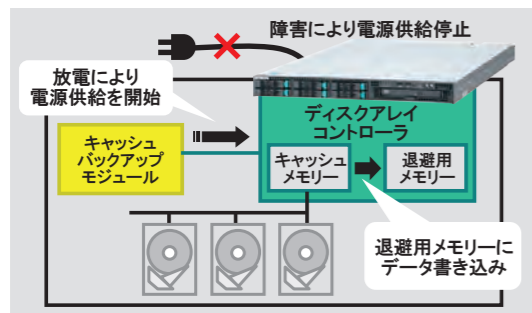 障害により電源供給停止
放電により
電源供給を開始
ディスクアレイ
コントローラ
キャッシュ
バックアップ
モジュール
キャッシュ
メモリー
退避用
メモリー
退避用メモリーに
データ書き込み